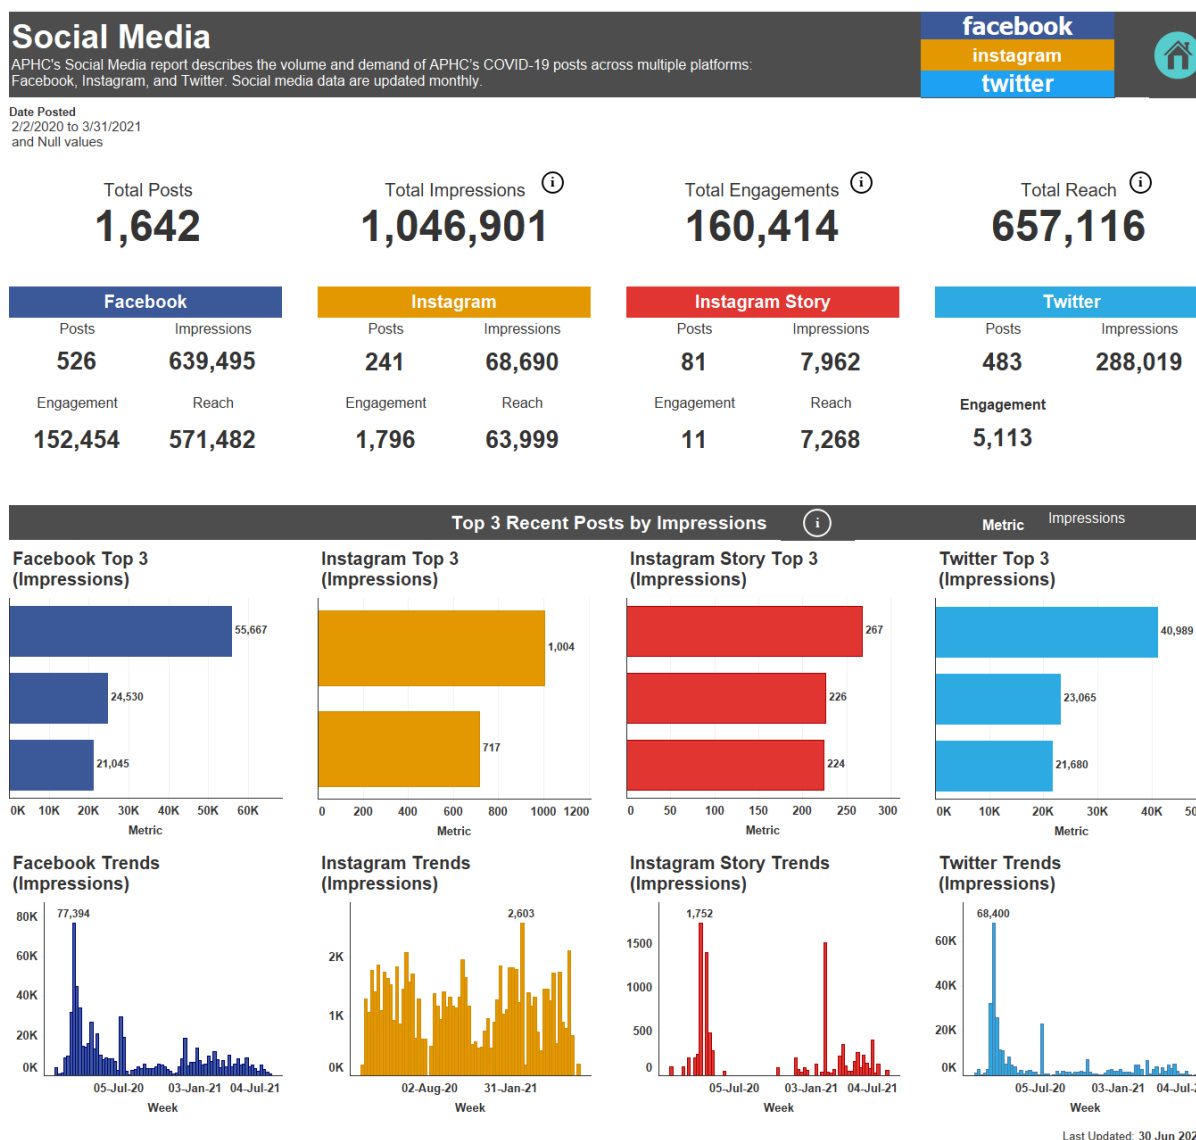 Social Media
APHC's Social Media report describes the volume and demand of APHC's COVID-19 posts across multiple platforms:
Facebook, Instagram, and Twitter. Social media data are updated monthly.
facebook
instagram
twitter
Date Posted
2/2/2020 to 3/31/2021
and Null values
Total Posts
1,642
Total Impressions i
1,046,901
Total Engagements i
160,414
Total Reach i
657,116
Facebook
Posts Impressions
526 639,495
Engagement Reach
152,454 571,482
Instagram
Posts Impressions
241 68,690
Engagement Reach
1,796 63,999
Instagram Story
Posts Impressions
81 7,962
Engagement Reach
11 7,268
Twitter
Posts Impressions
483 288,019
Engagement
5,113
Top 3 Recent Posts by Impressions i Metric Impressions
Facebook Top 3
(Impressions)
55,667
24,530
21,045
0K 10K 20K 30K 40K 50K 60K
Metric
Instagram Top 3
(Impressions)
1,004
717
0 200 400 600 800 1000 1200
Metric
Instagram Story Top 3
(Impressions)
267
226
224
0 50 100 150 200 250 300
Metric
Twitter Top 3
(Impressions)
40,989
23,065
21,680
0K 10K 20K 30K 40K 50
Metric
Facebook Trends
(Impressions)
77,394
80K
60K
40K
20K
0K
05-Jul-20 03-Jan-21 04-Jul-21
Week
Instagram Trends
(Impressions)
2,603
2K
1K
0K
02-Aug-20 31-Jan-21
Week
Instagram Story Trends
(Impressions)
1,752
1500
1000
500
0
05-Jul-20 03-Jan-21 04-Jul-21
Week
Twitter Trends
(Impressions)
68,400
60K
40K
20K
0K
05-Jul-20 03-Jan-21 04-Jul-2
Week
Last Updated: 30 Jun 202